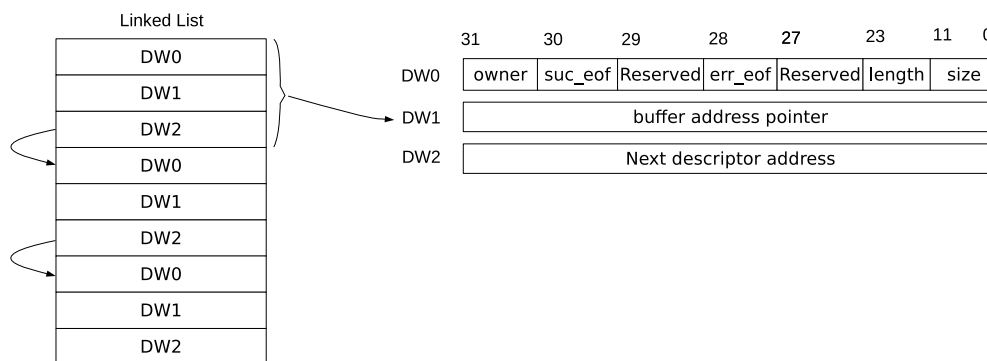 Linked List
DW0
DW1
DW2
DW0
DW1
DW2
DW0
DW1
DW2
31 30 29 28 27 23 11 0
DW0 owner suc_eof Reserved err_eof Reserved length size
DW1 buffer address pointer
DW2 Next descriptor address